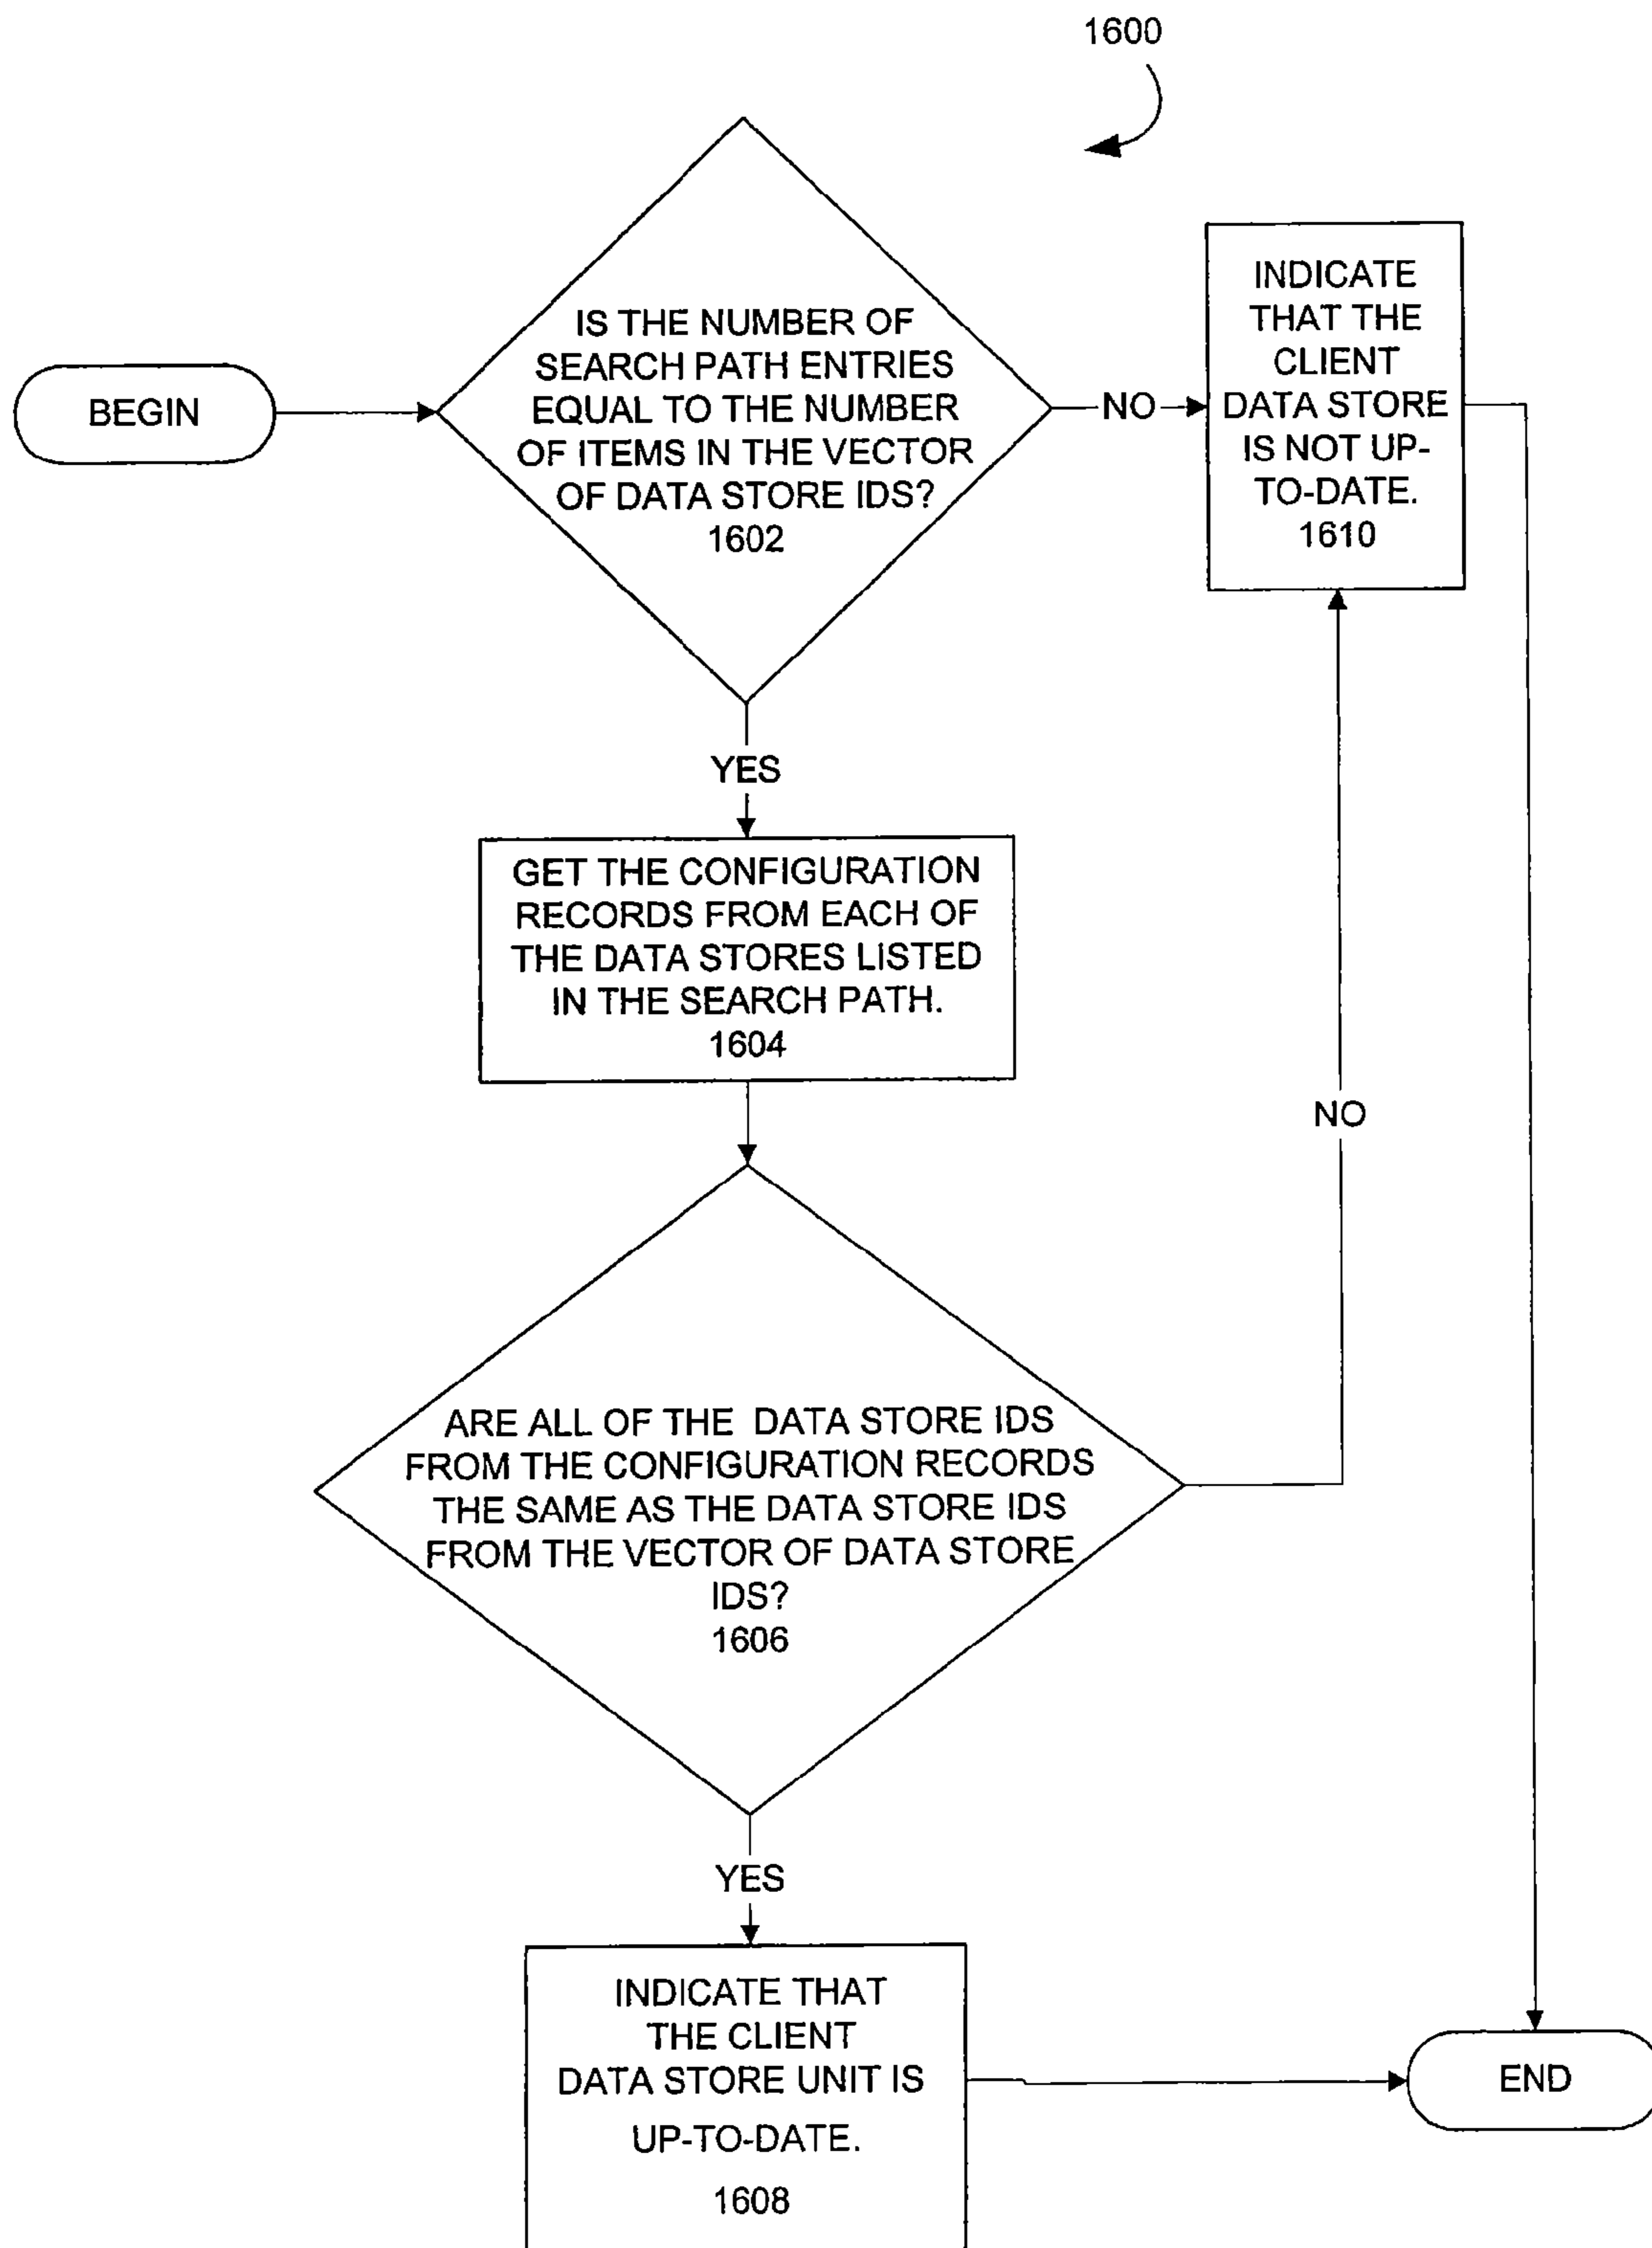 1600
BEGIN
IS THE NUMBER OF
SEARCH PATH ENTRIES
EQUAL TO THE NUMBER
OF ITEMS IN THE VECTOR
OF DATA STORE IDS?
1602
NO
INDICATE
THAT THE
CLIENT
DATA STORE
IS NOT UP-
TO-DATE.
1610
YES
GET THE CONFIGURATION
RECORDS FROM EACH OF
THE DATA STORES LISTED
IN THE SEARCH PATH.
1604
NO
ARE ALL OF THE DATA STORE IDS
FROM THE CONFIGURATION RECORDS
THE SAME AS THE DATA STORE IDS
FROM THE VECTOR OF DATA STORE
IDS?
1606
YES
INDICATE THAT
THE CLIENT
DATA STORE UNIT IS
UP-TO-DATE.
1608
END